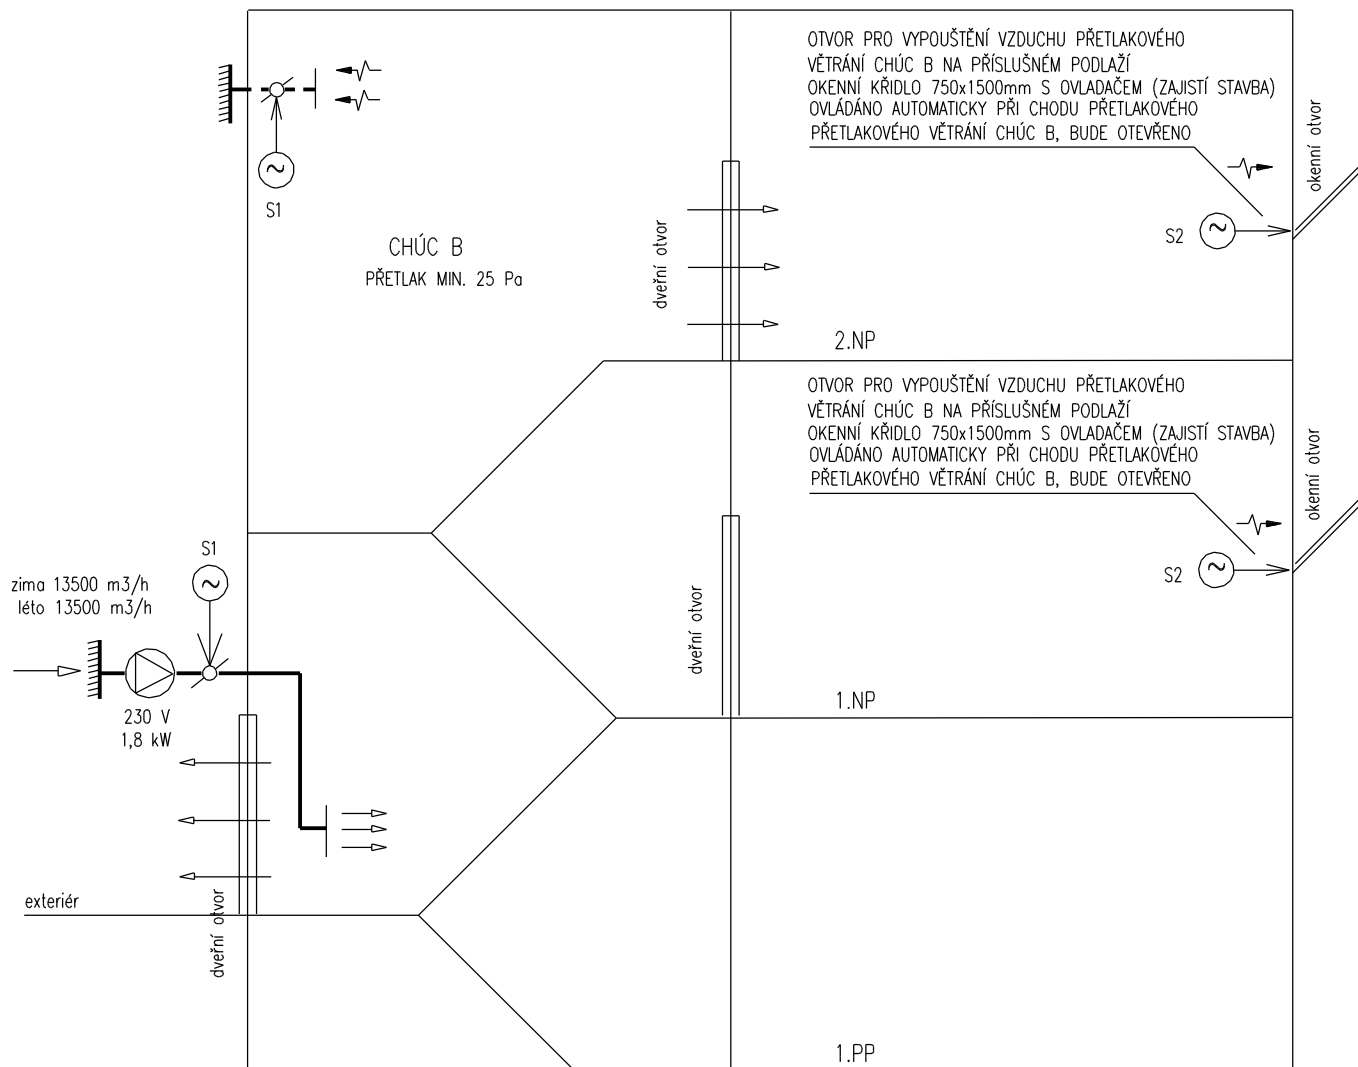 OTVOR PRO VYPOUŠTĚNÍ VZDUCHU PŘETLAKOVÉHO
VĚTRÁNÍ CHÚC B NA PŘÍSLUŠNÉM PODLAŽÍ
OKENNÍ KŘIDLO 750x1500mm S OVLADAČEM (ZAJISTÍ STAVBA)
OVLÁDÁNO AUTOMATICKY PŘI CHODU PŘETLAKOVÉHO
PŘETLAKOVÉHO VĚTRÁNÍ CHÚC B, BUDE OTEVŘENO
okenní otvor
S1
S2
CHÚC B
PŘETLAK MIN. 25 Pa
dveřní otvor
2.NP
OTVOR PRO VYPOUŠTĚNÍ VZDUCHU PŘETLAKOVÉHO
VĚTRÁNÍ CHÚC B NA PŘÍSLUŠNÉM PODLAŽÍ
OKENNÍ KŘIDLO 750x1500mm S OVLADAČEM (ZAJISTÍ STAVBA)
OVLÁDÁNO AUTOMATICKY PŘI CHODU PŘETLAKOVÉHO
PŘETLAKOVÉHO VĚTRÁNÍ CHÚC B, BUDE OTEVŘENO
okenní otvor
S1
S2
zima 13500 m3/h
léto 13500 m3/h
dveřní otvor
1.NP
230 V
1,8 kW
exteriér
dveřní otvor
1.PP